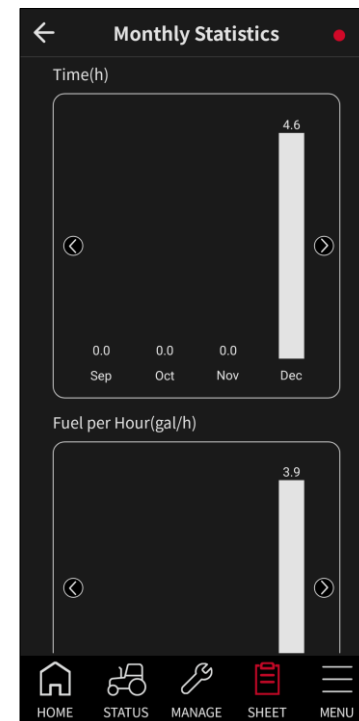 Monthly Statistics
Time(h)
4.6
0.0 0.0 0.0
Sep Oct Nov Dec
Fuel per Hour(gal/h)
3.9
HOME STATUS MANAGE SHEET MENU